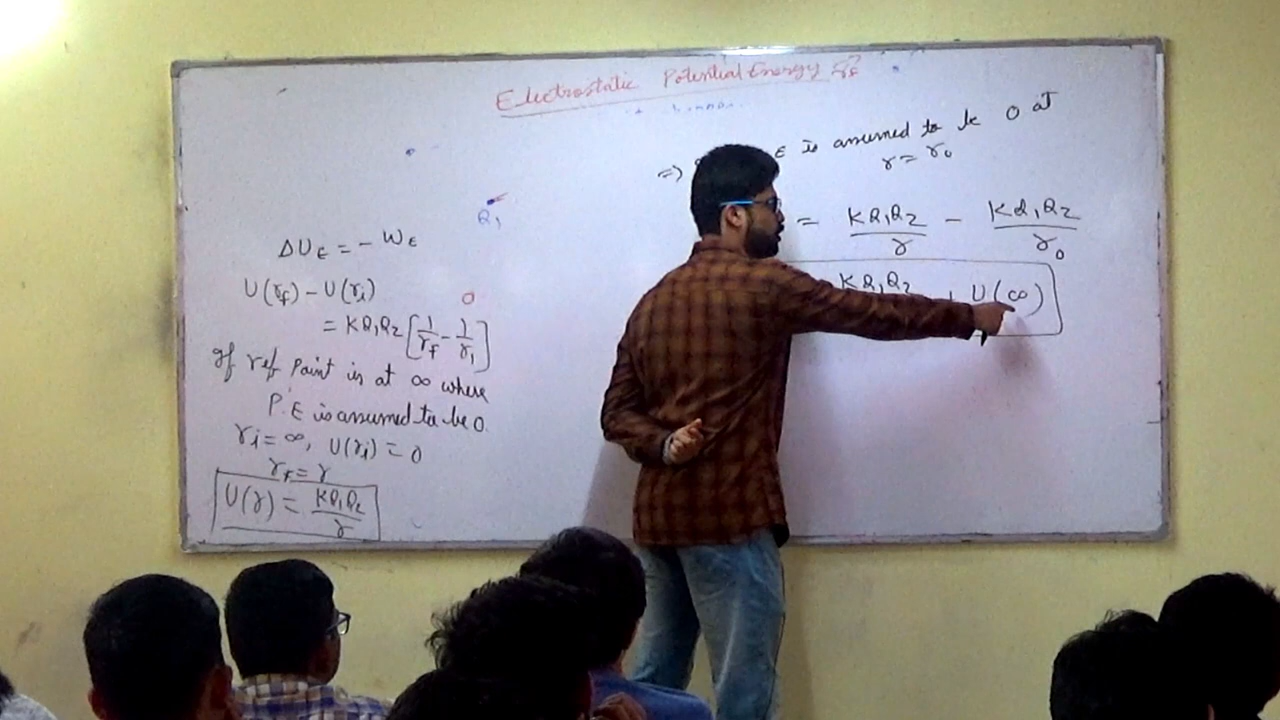 Electrostatic Potential Energy
Q₁
ΔU_E = - W_E
U(r_f) - U(r_i)
0
= KQ₁Q₂ [1/r_f - 1/r_i]
If ref Point is at ∞ where
P.E is assumed to be 0.
r_i = ∞, U(r_i) = 0
r_f = r
U(r) = KQ₁Q₂/r
⇒ E is assumed to be 0 at
r = r₀
= KQ₁Q₂/r - KQ₁Q₂/r₀
KQ₁Q₂ + U(∞)